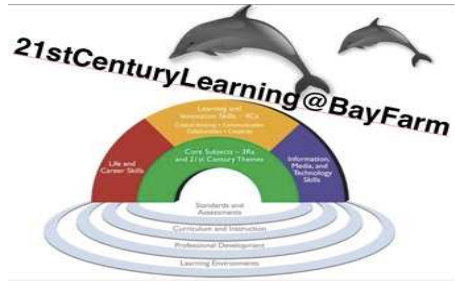 21stCenturyLearning@BayFarm
Learning and
Innovation Skills – 4Cs
Critical thinking • Communication
Collaboration • Creativity
Core Subjects – 3Rs
and 21st Century Themes
Life and
Career Skills
Information,
Media, and
Technology
Skills
Standards and
Assessments
Curriculum and Instruction
Professional Development
Learning Environments